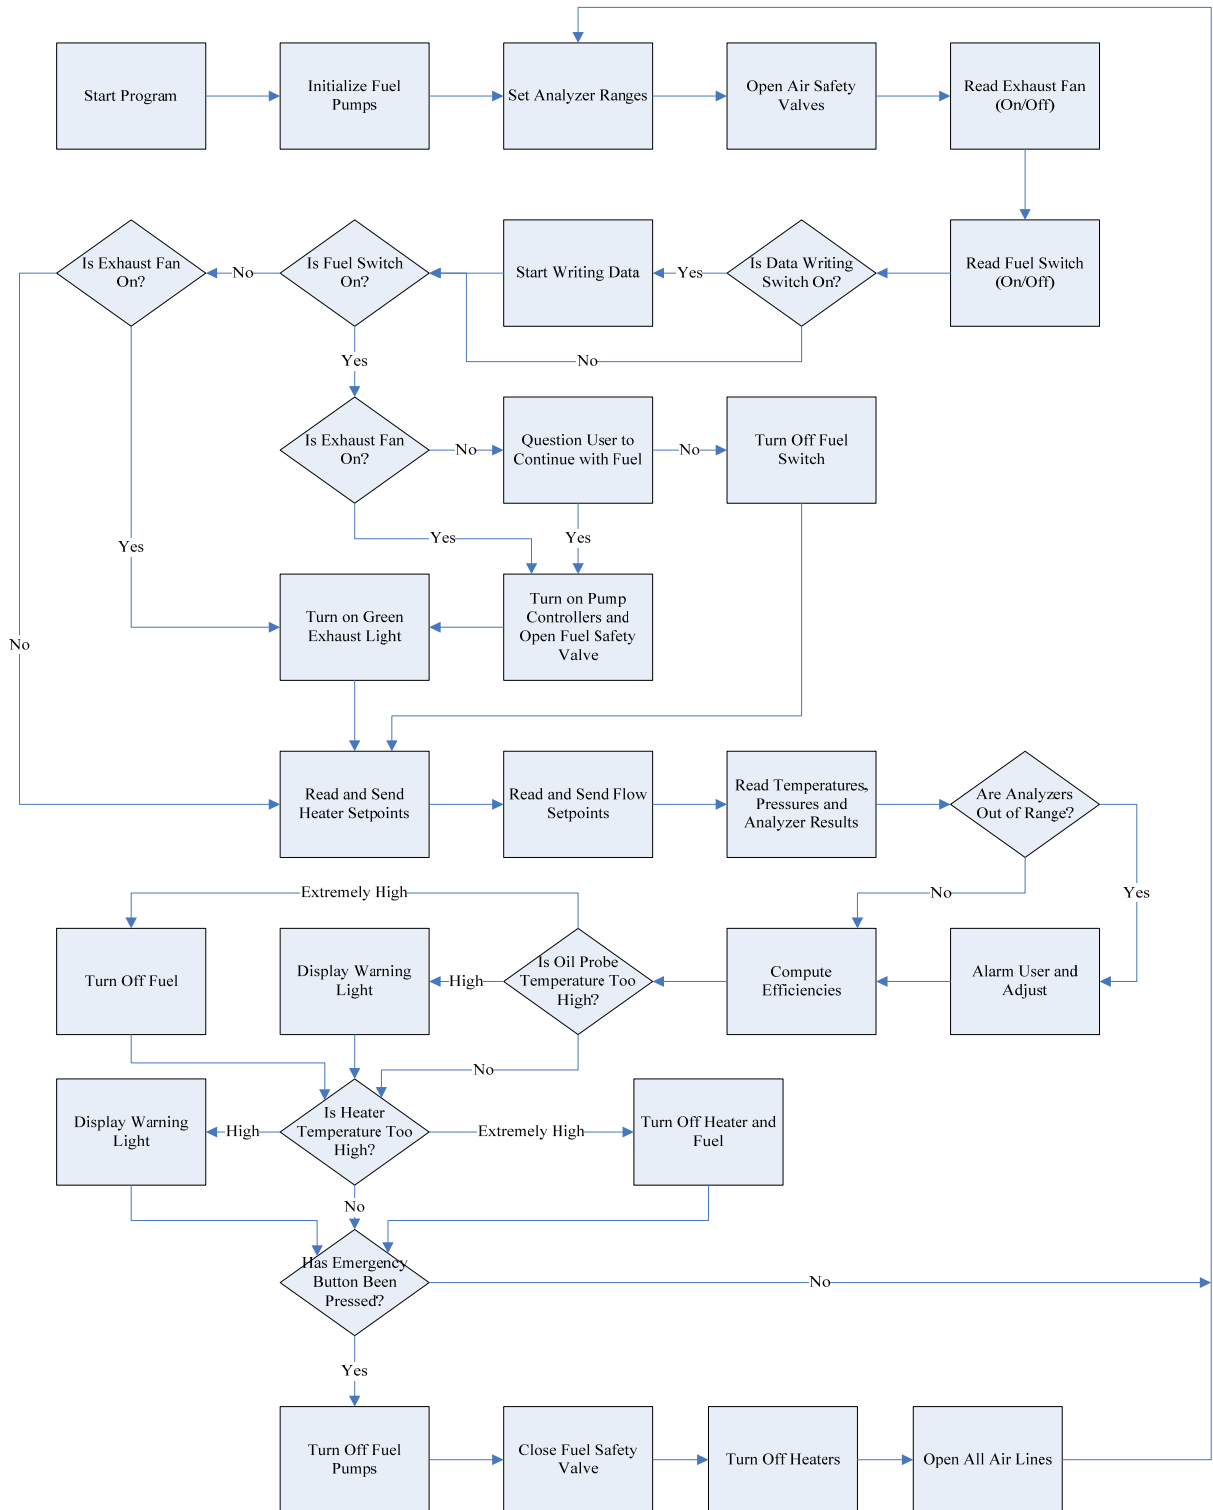 Start Program
Initialize Fuel
Pumps
Set Analyzer Ranges
Open Air Safety
Valves
Read Exhaust Fan
(On/Off)
Is Exhaust Fan
On?
No
Is Fuel Switch
On?
Start Writing Data
Yes
Is Data Writing
Switch On?
Read Fuel Switch
(On/Off)
Yes
No
Is Exhaust Fan
On?
No
Question User to
Continue with Fuel
No
Turn Off Fuel
Switch
Yes
Yes
Yes
No
Turn on Green
Exhaust Light
Turn on Pump
Controllers and
Open Fuel Safety
Valve
Read and Send
Heater Setpoints
Read and Send Flow
Setpoints
Read Temperatures,
Pressures and
Analyzer Results
Are Analyzers
Out of Range?
Extremely High
No
Yes
Turn Off Fuel
Display Warning
Light
High
Is Oil Probe
Temperature Too
High?
Compute
Efficiencies
Alarm User and
Adjust
No
Display Warning
Light
High
Is Heater
Temperature Too
High?
Extremely High
Turn Off Heater and
Fuel
No
Has Emergency
Button Been
Pressed?
No
Yes
Turn Off Fuel
Pumps
Close Fuel Safety
Valve
Turn Off Heaters
Open All Air Lines